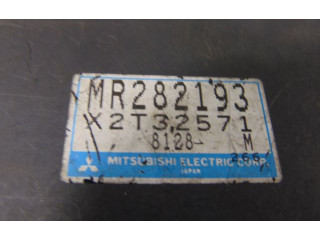 MR282193
X2T32571
8128- M
MITSUBISHI ELECTRIC CORP.
JAPAN